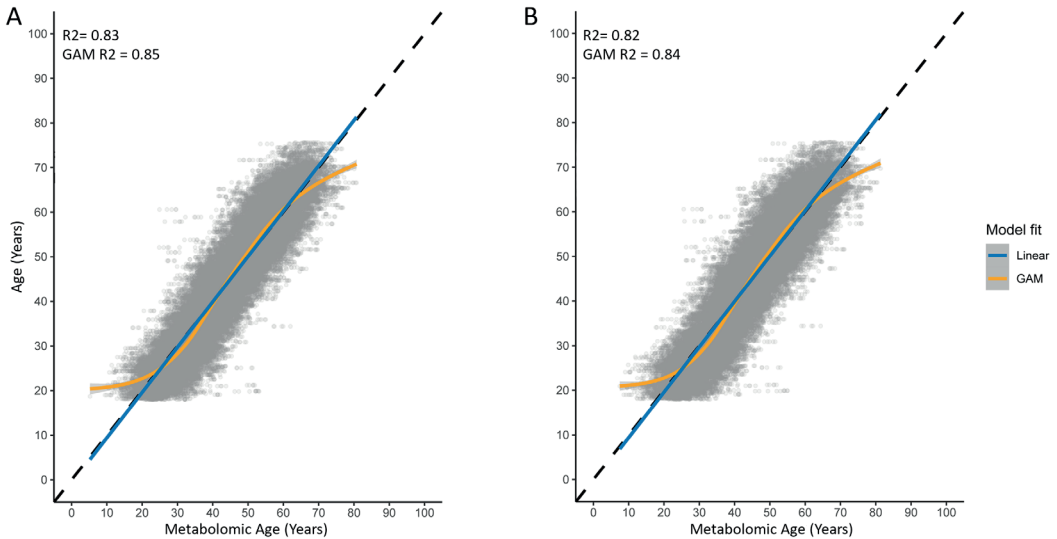 A
R2= 0.83
GAM R2 = 0.85
Age (Years)
100
90
80
70
60
50
40
30
20
10
0
0 10 20 30 40 50 60 70 80 90 100
Metabolomic Age (Years)
B
R2= 0.82
GAM R2 = 0.84
100
90
80
70
60
50
40
30
20
10
0
0 10 20 30 40 50 60 70 80 90 100
Metabolomic Age (Years)
Model fit
Linear
GAM